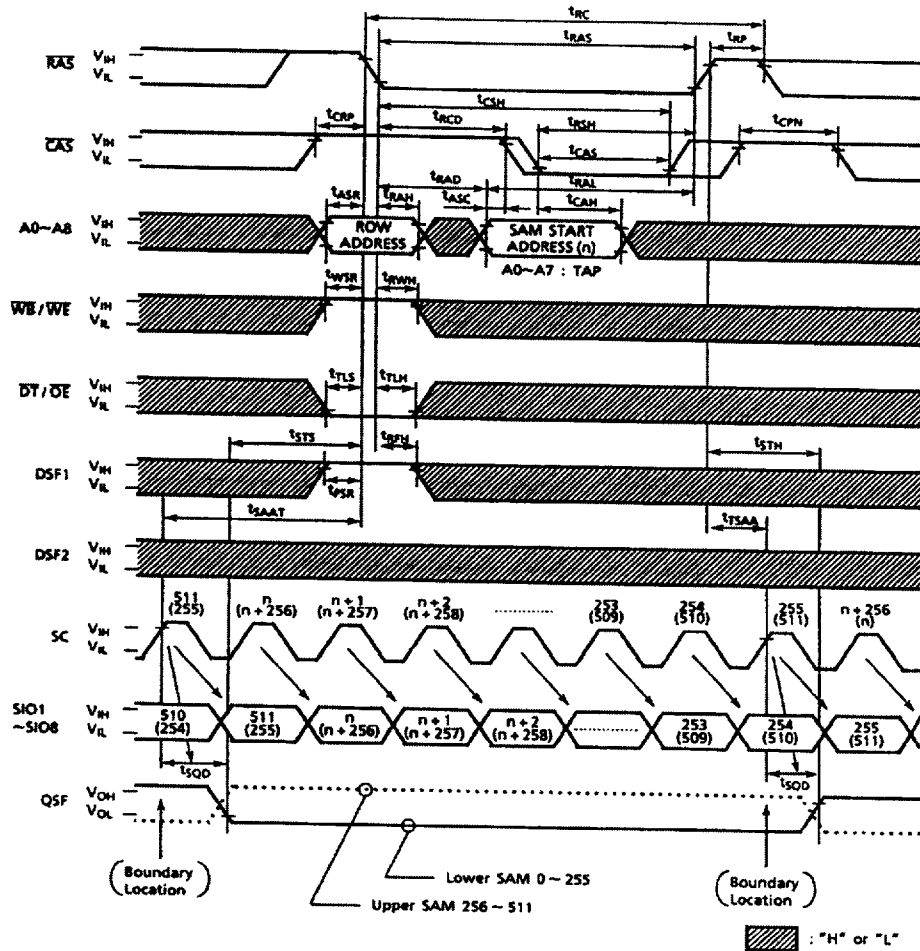 tRC
tRAS
tRP
RAS
VIH
VIL
tCSH
tCRP
tRCD
tRSH
tCPN
CAS
VIH
VIL
tCAS
tRAD
tRAL
tASR
tRAH
tASC
tCAH
A0~A8
VIH
VIL
ROW
ADDRESS
SAM START
ADDRESS (n)
A0~A7 : TAP
tWSR
tRWH
WB / WE
VIH
VIL
DT / OE
VIH
VIL
tTLS
tTLH
tSTS
tRFH
tSTH
DSF1
VIH
VIL
tFSR
tSAAT
tTSAA
DSF2
VIH
VIL
511
(255)
n
(n + 256)
n + 1
(n + 257)
n + 2
(n + 258)
............
253
(509)
254
(510)
255
(511)
n + 256
(n)
SC
VIH
VIL
SIO1
~SIO8
VIH
VIL
510
(254)
511
(255)
n
(n + 256)
n + 1
(n + 257)
n + 2
(n + 258)
............
253
(509)
254
(510)
255
(511)
tSQD
tSQD
QSF
VOH
VOL
(Boundary
Location)
(Boundary
Location)
Lower SAM 0 ~ 255
Upper SAM 256 ~ 511
: "H" or "L"